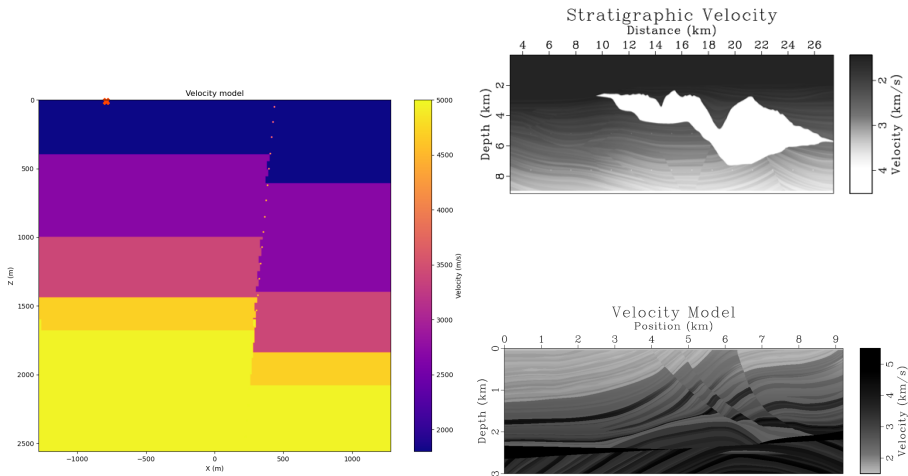 Velocity model
0
500
1000
1500
2000
2500
Z (m)
−1000
−500
0
500
1000
X (m)
5000
4500
4000
3500
3000
2500
2000
Velocity (m/s)
Stratigraphic Velocity
Distance (km)
4 6 8 10 12 14 16 18 20 22 24 26
2
4
6
8
Depth (km)
2
3
4
Velocity (km/s)
Velocity Model
Position (km)
0 1 2 3 4 5 6 7 8 9
0
1
2
3
Depth (km)
5
4
3
2
Velocity (km/s)